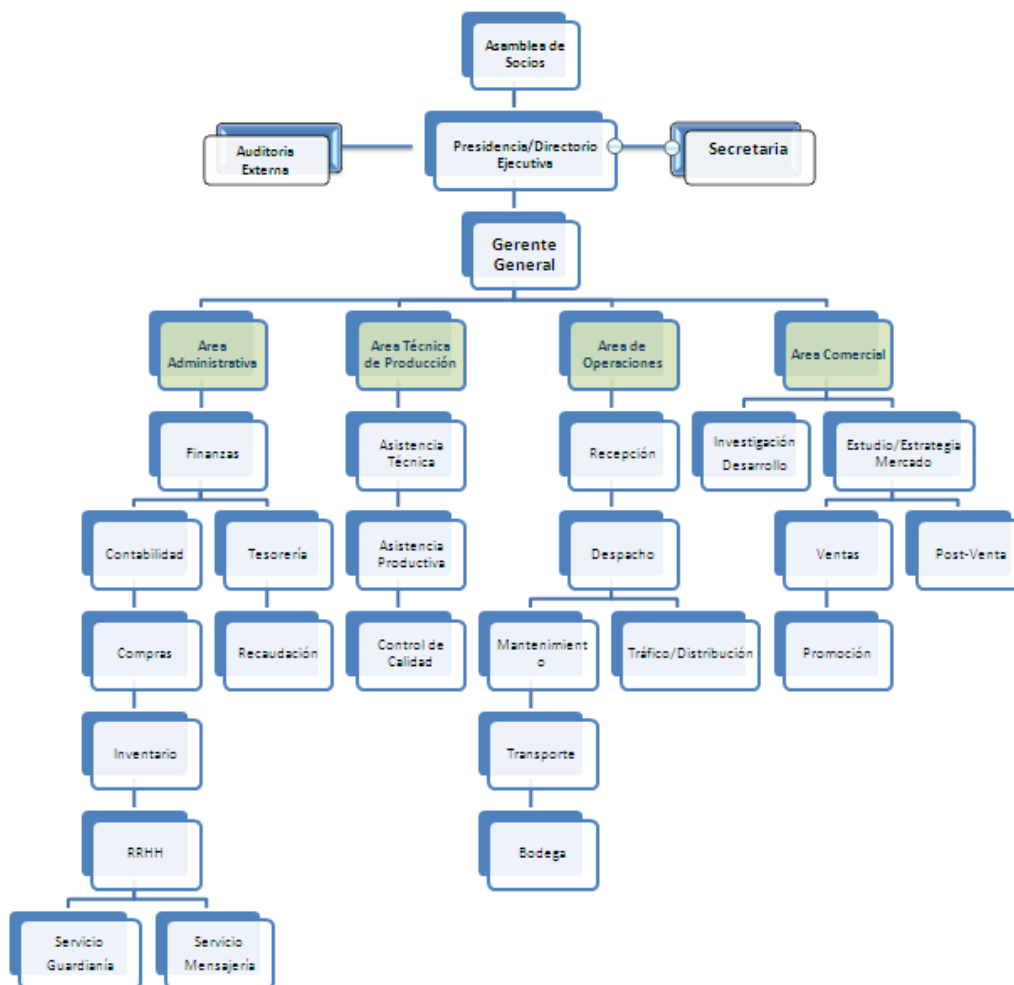 Asamblea de
Socios
Auditoria
Externa
Presidencia/Directorio
Ejecutiva
Secretaria
Gerente
General
Area
Administrativa
Area Técnica
de Producción
Area de
Operaciones
Area Comercial
Finanzas
Asistencia
Técnica
Recepción
Investigación
Desarrollo
Estudio/Estrategia
Mercado
Contabilidad
Tesorería
Asistencia
Productiva
Despacho
Ventas
Post-Venta
Compras
Recaudación
Control de
Calidad
Mantenimient
o
Tráfico/Distribución
Promoción
Inventario
Transporte
RRHH
Bodega
Servicio
Guardianía
Servicio
Mensajería